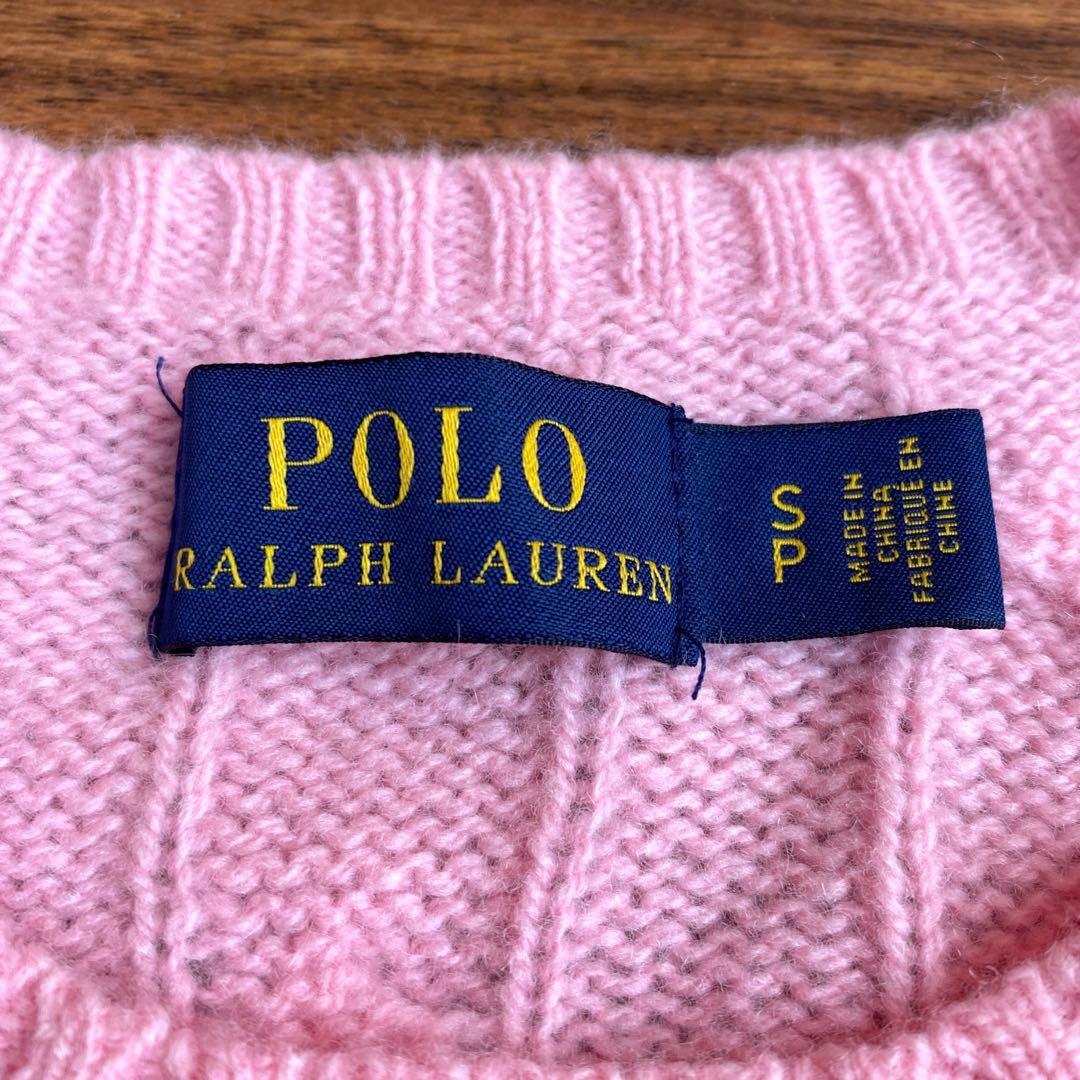 POLO
RALPH LAUREN
S
P
MADE IN
CHINA
FABRIQUÉ EN
CHINE